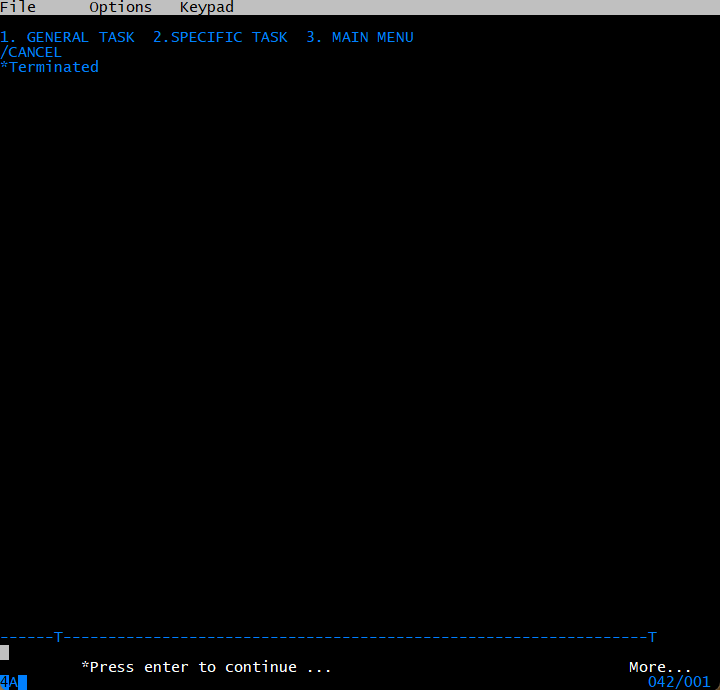 File Options Keypad
1. GENERAL TASK 2.SPECIFIC TASK 3. MAIN MENU
/CANCEL
*Terminated
------T-----------------------------------------------------------------T
*Press enter to continue ... More...
4A 042/001